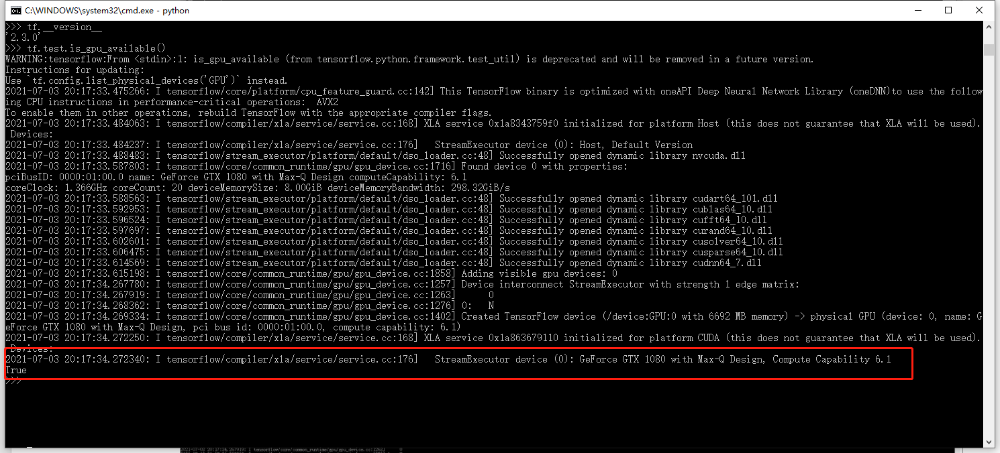 C:\WINDOWS\system32\cmd.exe - python
>>> tf.__version__
'2.3.0'
>>> tf.test.is_gpu_available()
WARNING:tensorflow:From <stdin>:1: is_gpu_available (from tensorflow.python.framework.test_util) is deprecated and will be removed in a future version.
Instructions for updating:
Use `tf.config.list_physical_devices('GPU')` instead.
2021-07-03 20:17:33.475266: I tensorflow/core/platform/cpu_feature_guard.cc:142] This TensorFlow binary is optimized with oneAPI Deep Neural Network Library (oneDNN)to use the follow
ing CPU instructions in performance-critical operations:  AVX2
To enable them in other operations, rebuild TensorFlow with the appropriate compiler flags.
2021-07-03 20:17:33.484063: I tensorflow/compiler/xla/service/service.cc:168] XLA service 0x1a8343759f0 initialized for platform Host (this does not guarantee that XLA will be used).
 Devices:
2021-07-03 20:17:33.484237: I tensorflow/compiler/xla/service/service.cc:176]   StreamExecutor device (0): Host, Default Version
2021-07-03 20:17:33.488483: I tensorflow/stream_executor/platform/default/dso_loader.cc:48] Successfully opened dynamic library nvcuda.dll
2021-07-03 20:17:33.587803: I tensorflow/core/common_runtime/gpu/gpu_device.cc:1716] Found device 0 with properties:
pciBusID: 0000:01:00.0 name: GeForce GTX 1080 with Max-Q Design computeCapability: 6.1
coreClock: 1.366GHz coreCount: 20 deviceMemorySize: 8.00GiB deviceMemoryBandwidth: 298.32GiB/s
2021-07-03 20:17:33.588563: I tensorflow/stream_executor/platform/default/dso_loader.cc:48] Successfully opened dynamic library cudart64_101.dll
2021-07-03 20:17:33.592953: I tensorflow/stream_executor/platform/default/dso_loader.cc:48] Successfully opened dynamic library cublas64_10.dll
2021-07-03 20:17:33.596524: I tensorflow/stream_executor/platform/default/dso_loader.cc:48] Successfully opened dynamic library cufft64_10.dll
2021-07-03 20:17:33.597697: I tensorflow/stream_executor/platform/default/dso_loader.cc:48] Successfully opened dynamic library curand64_10.dll
2021-07-03 20:17:33.602601: I tensorflow/stream_executor/platform/default/dso_loader.cc:48] Successfully opened dynamic library cusolver64_10.dll
2021-07-03 20:17:33.606475: I tensorflow/stream_executor/platform/default/dso_loader.cc:48] Successfully opened dynamic library cusparse64_10.dll
2021-07-03 20:17:33.614569: I tensorflow/stream_executor/platform/default/dso_loader.cc:48] Successfully opened dynamic library cudnn64_7.dll
2021-07-03 20:17:33.615198: I tensorflow/core/common_runtime/gpu/gpu_device.cc:1858] Adding visible gpu devices: 0
2021-07-03 20:17:34.267780: I tensorflow/core/common_runtime/gpu/gpu_device.cc:1257] Device interconnect StreamExecutor with strength 1 edge matrix:
2021-07-03 20:17:34.267919: I tensorflow/core/common_runtime/gpu/gpu_device.cc:1263]      0
2021-07-03 20:17:34.268362: I tensorflow/core/common_runtime/gpu/gpu_device.cc:1276] 0:   N
2021-07-03 20:17:34.269334: I tensorflow/core/common_runtime/gpu/gpu_device.cc:1402] Created TensorFlow device (/device:GPU:0 with 6692 MB memory) -> physical GPU (device: 0, name: G
eForce GTX 1080 with Max-Q Design, pci bus id: 0000:01:00.0, compute capability: 6.1)
2021-07-03 20:17:34.272250: I tensorflow/compiler/xla/service/service.cc:168] XLA service 0x1a863679110 initialized for platform CUDA (this does not guarantee that XLA will be used).
 Devices:
2021-07-03 20:17:34.272340: I tensorflow/compiler/xla/service/service.cc:176]   StreamExecutor device (0): GeForce GTX 1080 with Max-Q Design, Compute Capability 6.1
True
>>>
2021-07-03 20:17:34.267919: I tensorflow/core/common_runtime/gpu/gpu_device.cc:1263]      0